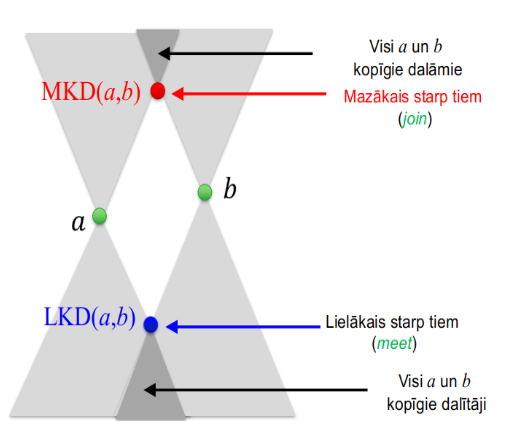 Visi a un b
kopīgie dalāmie
MKD(a,b)
Mazākais starp tiem
(join)
b
a
LKD(a,b)
Lielākais starp tiem
(meet)
Visi a un b
kopīgie dalītāji